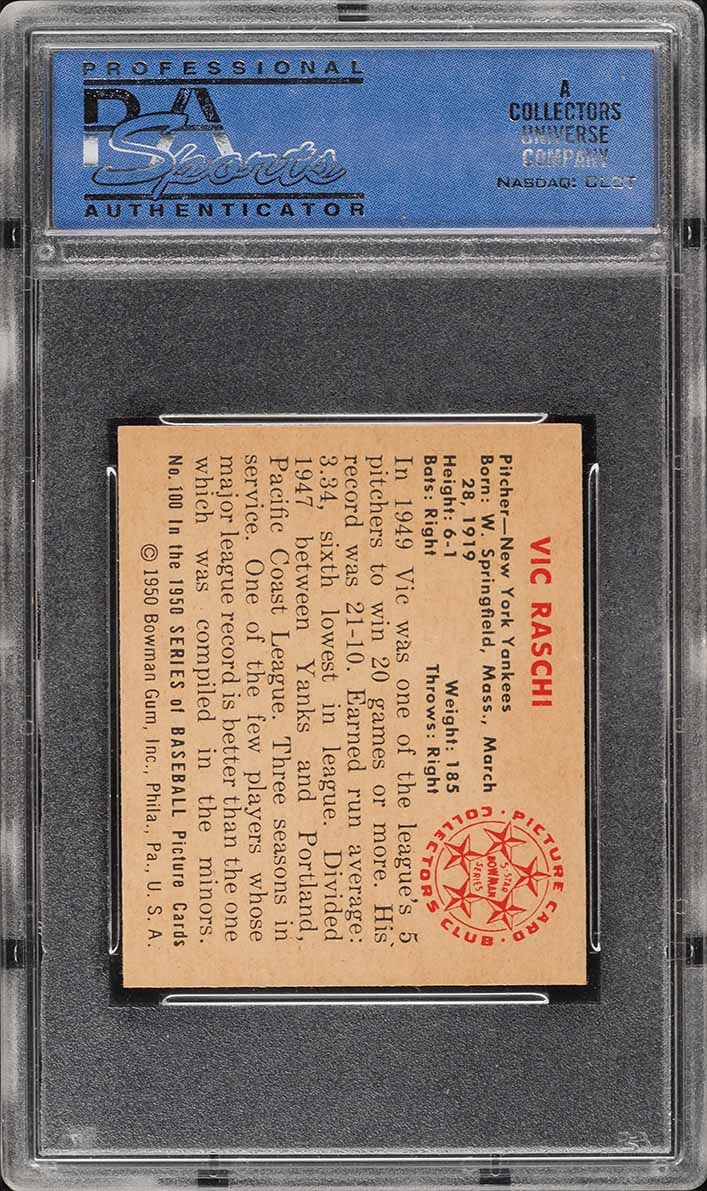 PROFESSIONAL
PSA
Sports
AUTHENTICATOR
A
COLLECTORS
UNIVERSE
COMPANY
NASDAQ: CLCT
VIC RASCHI
Pitcher—New York Yankees
Born: W. Springfield, Mass., March
28, 1919
Height: 6-1 Weight: 185
Bats: Right Throws: Right
PICTURE CARD COLLECTORS CLUB
5-STAR
BOWMAN
SERIES
In 1949 Vic was one of the league's 5
pitchers to win 20 games or more. His
record was 21-10. Earned run average:
3.34, sixth lowest in league. Divided
1947 between Yanks and Portland,
Pacific Coast League. Three seasons in
service. One of the few players whose
major league record is better than the one
which was compiled in the minors.
No. 100 In the 1950 SERIES of BASEBALL Picture Cards
© 1950 Bowman Gum, Inc., Phila., Pa., U. S. A.
PSA